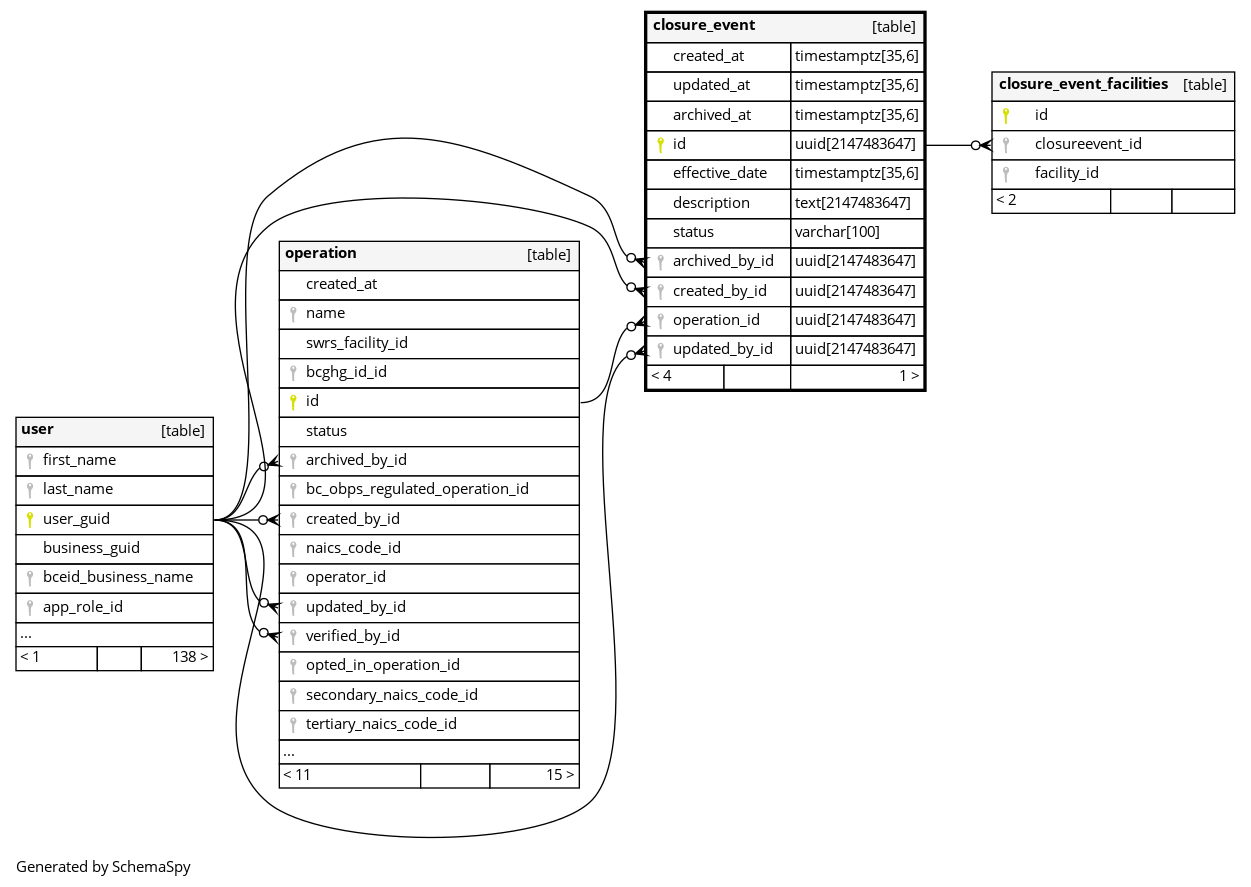 closure_event [table]
created_at timestamptz[35,6]
updated_at timestamptz[35,6]
archived_at timestamptz[35,6]
id uuid[2147483647]
effective_date timestamptz[35,6]
description text[2147483647]
status varchar[100]
archived_by_id uuid[2147483647]
created_by_id uuid[2147483647]
operation_id uuid[2147483647]
updated_by_id uuid[2147483647]
< 4 1 >
closure_event_facilities [table]
id
closureevent_id
facility_id
< 2
operation [table]
created_at
name
swrs_facility_id
bcghg_id_id
id
status
archived_by_id
bc_obps_regulated_operation_id
created_by_id
naics_code_id
operator_id
updated_by_id
verified_by_id
opted_in_operation_id
secondary_naics_code_id
tertiary_naics_code_id
...
< 11 15 >
user [table]
first_name
last_name
user_guid
business_guid
bceid_business_name
app_role_id
...
< 1 138 >
Generated by SchemaSpy